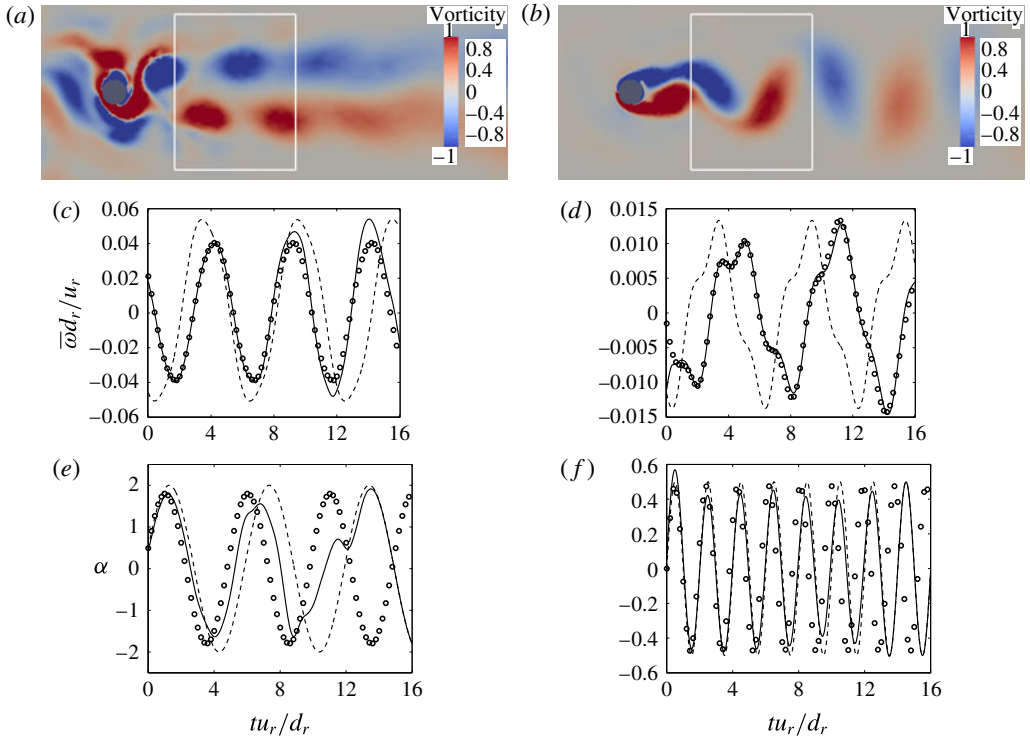 (a)
Vorticity
1
0.8
0.4
0
−0.4
−0.8
−1
(b)
Vorticity
1
0.8
0.4
0
−0.4
−0.8
−1
(c)
0.06
0.04
0.02
0
−0.02
−0.04
−0.06
ω̅d_r/u_r
0 4 8 12 16
(d)
0.015
0.010
0.005
0
−0.005
−0.010
−0.015
0 4 8 12 16
(e)
2
1
0
−1
−2
α
0 4 8 12 16
tu_r/d_r
(f)
0.6
0.4
0.2
0
−0.2
−0.4
−0.6
0 4 8 12 16
tu_r/d_r